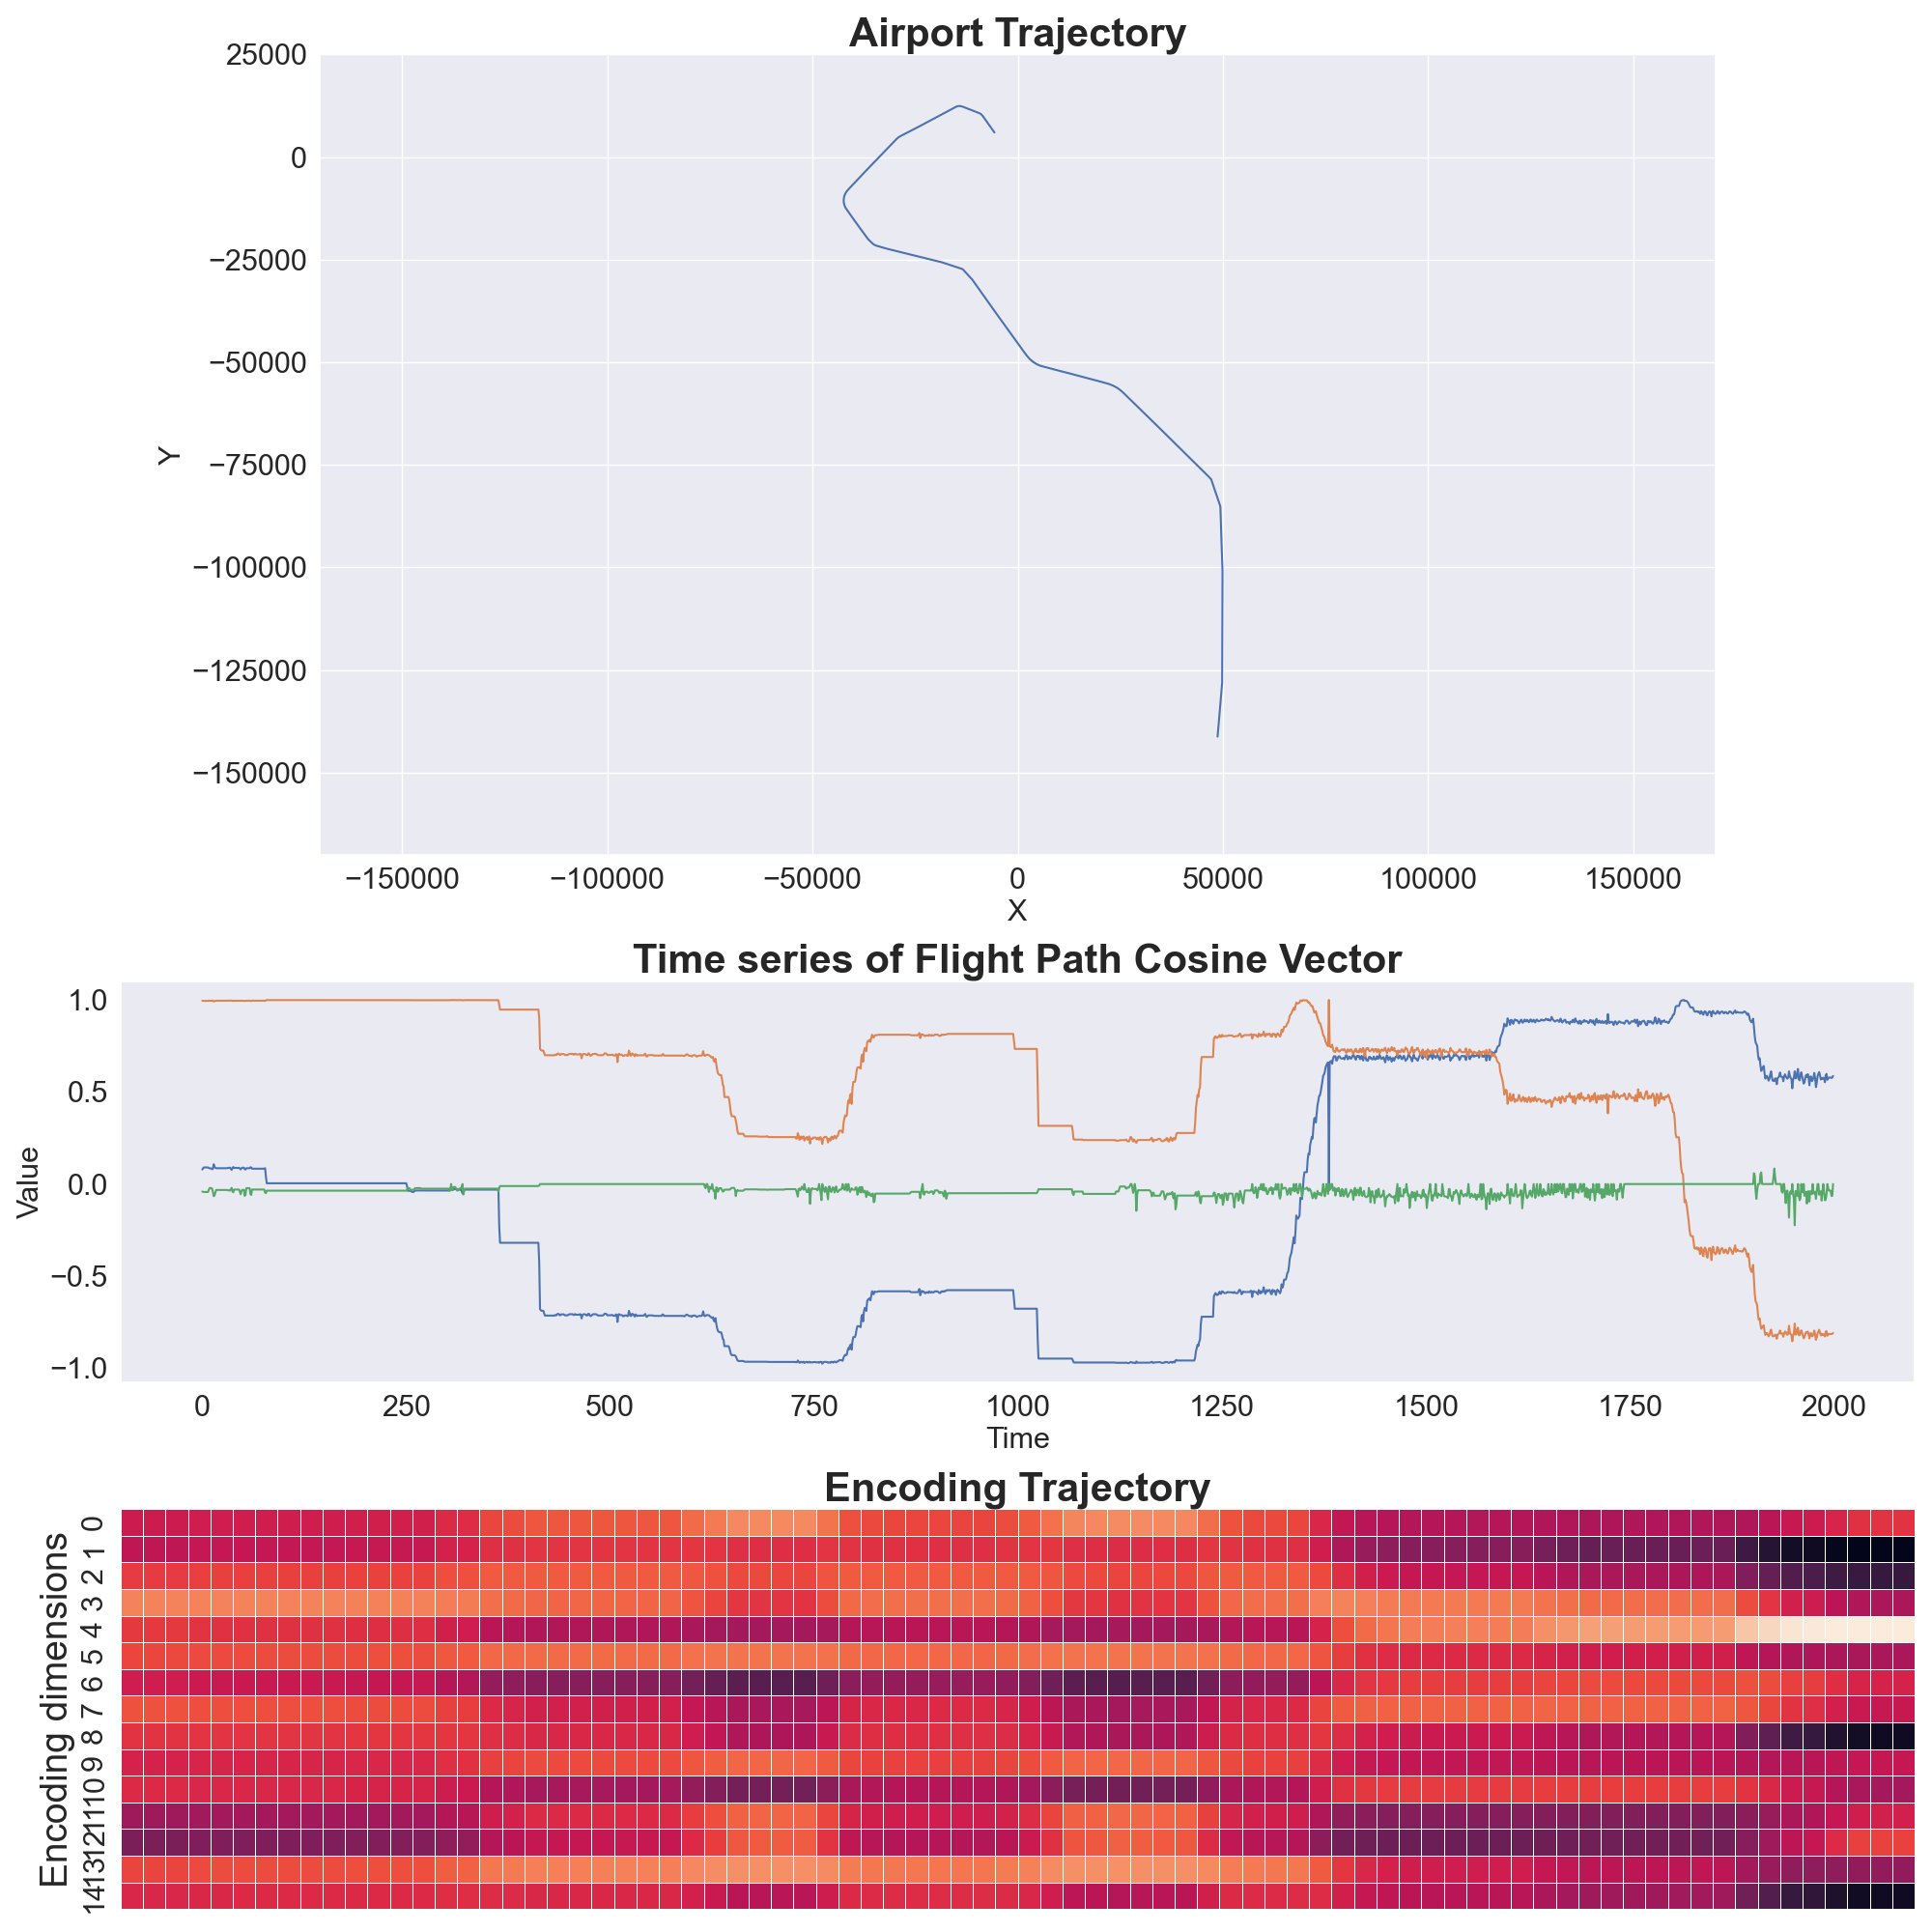 Airport Trajectory
25000
0
−25000
−50000
−75000
−100000
−125000
−150000
Y
−150000 −100000 −50000 0 50000 100000 150000
X
Time series of Flight Path Cosine Vector
1.0
0.5
0.0
−0.5
−1.0
Value
0 250 500 750 1000 1250 1500 1750 2000
Time
Encoding Trajectory
Encoding dimensions
0
1
2
3
4
5
6
7
8
9
10
11
12
13
14